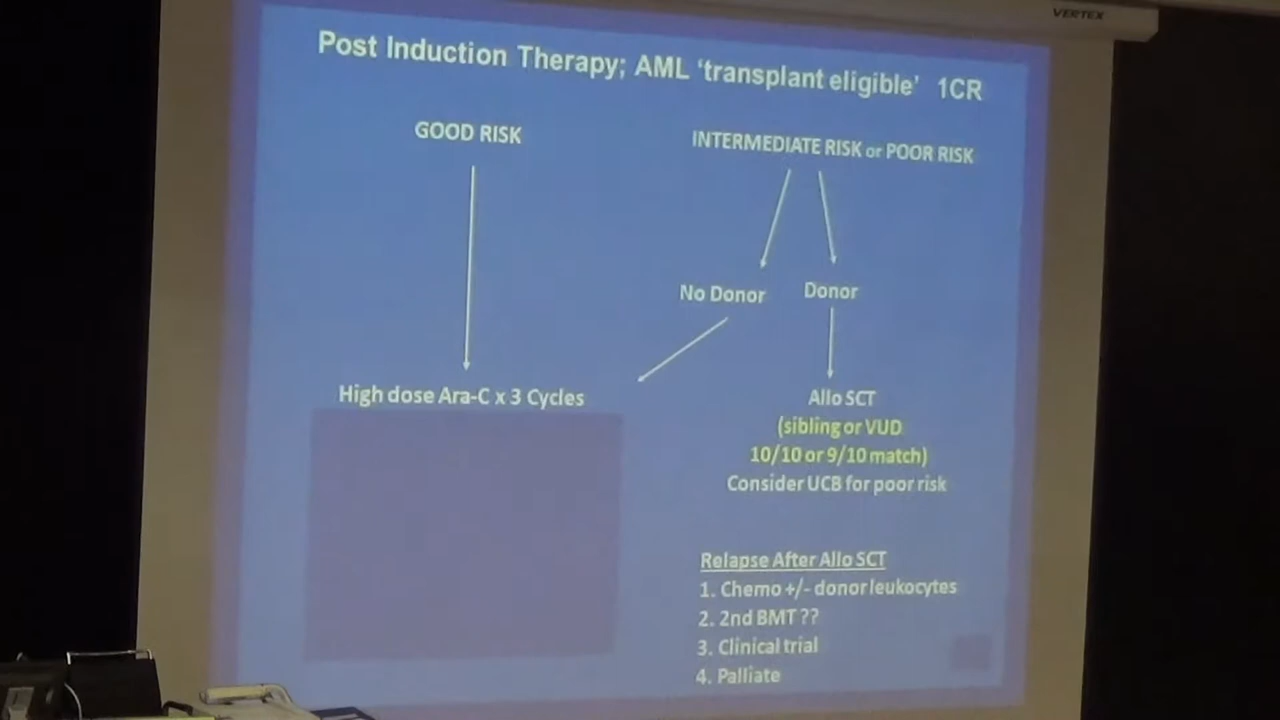 VERTEX
Post Induction Therapy; AML ‘transplant eligible’ 1CR
GOOD RISK
INTERMEDIATE RISK or POOR RISK
No Donor
Donor
High dose Ara-C x 3 Cycles
Allo SCT
(sibling or VUD
10/10 or 9/10 match)
Consider UCB for poor risk
Relapse After Allo SCT
1. Chemo +/- donor leukocytes
2. 2nd BMT ??
3. Clinical trial
4. Palliate